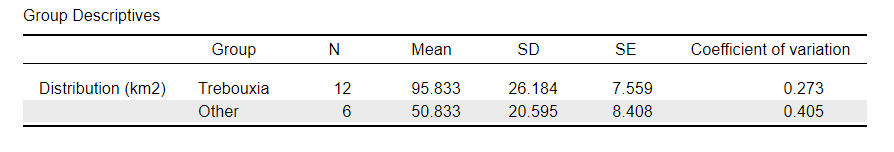 Group Descriptives
Group N Mean SD SE Coefficient of variation
Distribution (km2) Trebouxia 12 95.833 26.184 7.559 0.273
Other 6 50.833 20.595 8.408 0.405